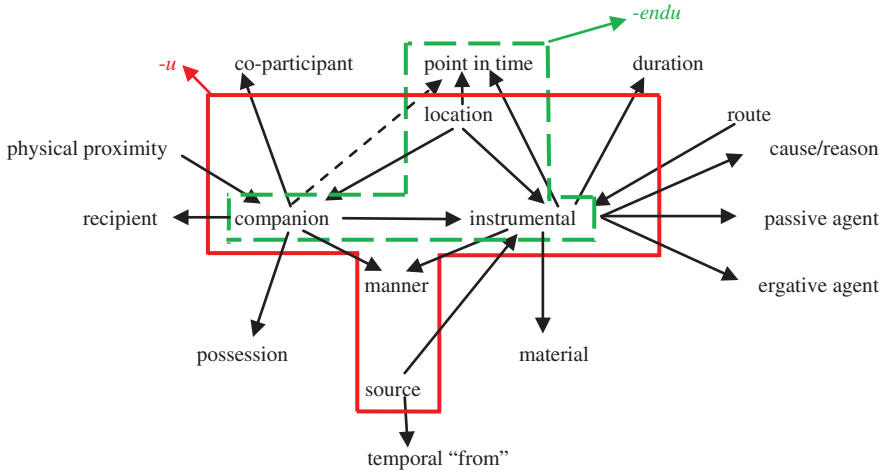 -endu
-u
co-participant
point in time
duration
location
route
physical proximity
cause/reason
recipient
companion
instrumental
passive agent
manner
ergative agent
possession
material
source
temporal “from”